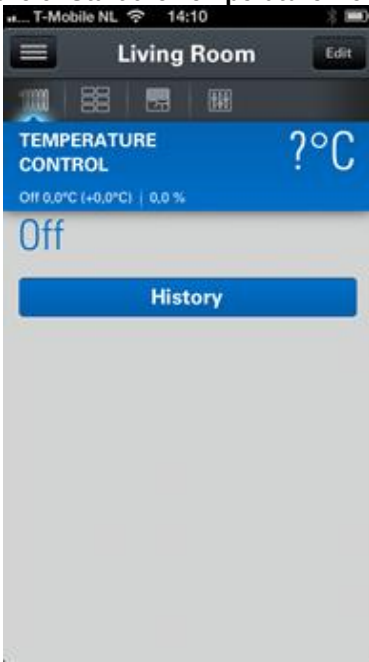 T-Mobile NL 14:10
Living Room
Edit
TEMPERATURE
CONTROL
?°C
Off 0,0°C (+0,0°C) | 0,0 %
Off
History